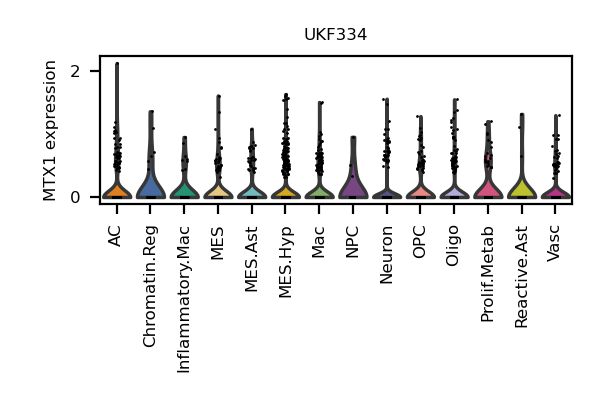 UKF334
MTX1 expression
2
0
AC
Chromatin.Reg
Inflammatory.Mac
MES
MES.Ast
MES.Hyp
Mac
NPC
Neuron
OPC
Oligo
Prolif.Metab
Reactive.Ast
Vasc